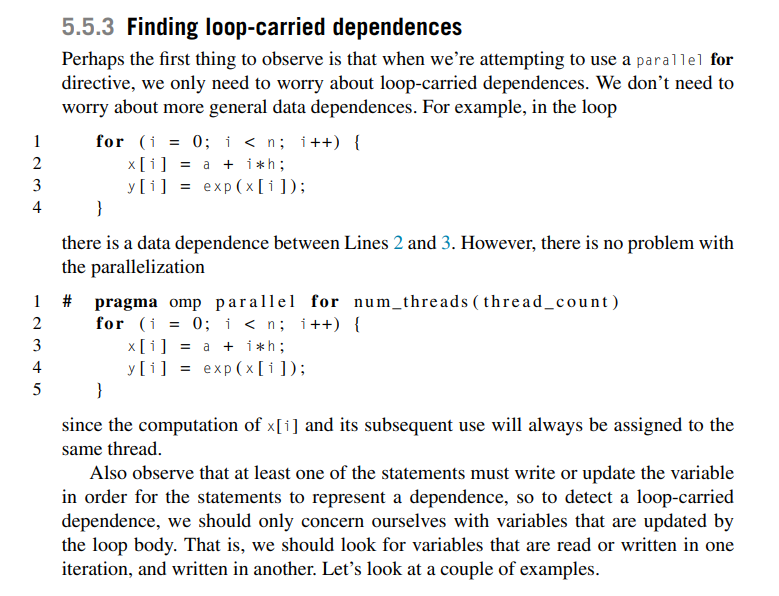 5.5.3 Finding loop-carried dependences
Perhaps the first thing to observe is that when we're attempting to use a parallel for
directive, we only need to worry about loop-carried dependences. We don't need to
worry about more general data dependences. For example, in the loop
1 for (i = 0; i < n; i++) {
2 x[i] = a + i*h;
3 y[i] = exp(x[i]);
4 }
there is a data dependence between Lines 2 and 3. However, there is no problem with
the parallelization
1 # pragma omp parallel for num_threads(thread_count)
2 for (i = 0; i < n; i++) {
3 x[i] = a + i*h;
4 y[i] = exp(x[i]);
5 }
since the computation of x[i] and its subsequent use will always be assigned to the
same thread.
Also observe that at least one of the statements must write or update the variable
in order for the statements to represent a dependence, so to detect a loop-carried
dependence, we should only concern ourselves with variables that are updated by
the loop body. That is, we should look for variables that are read or written in one
iteration, and written in another. Let's look at a couple of examples.